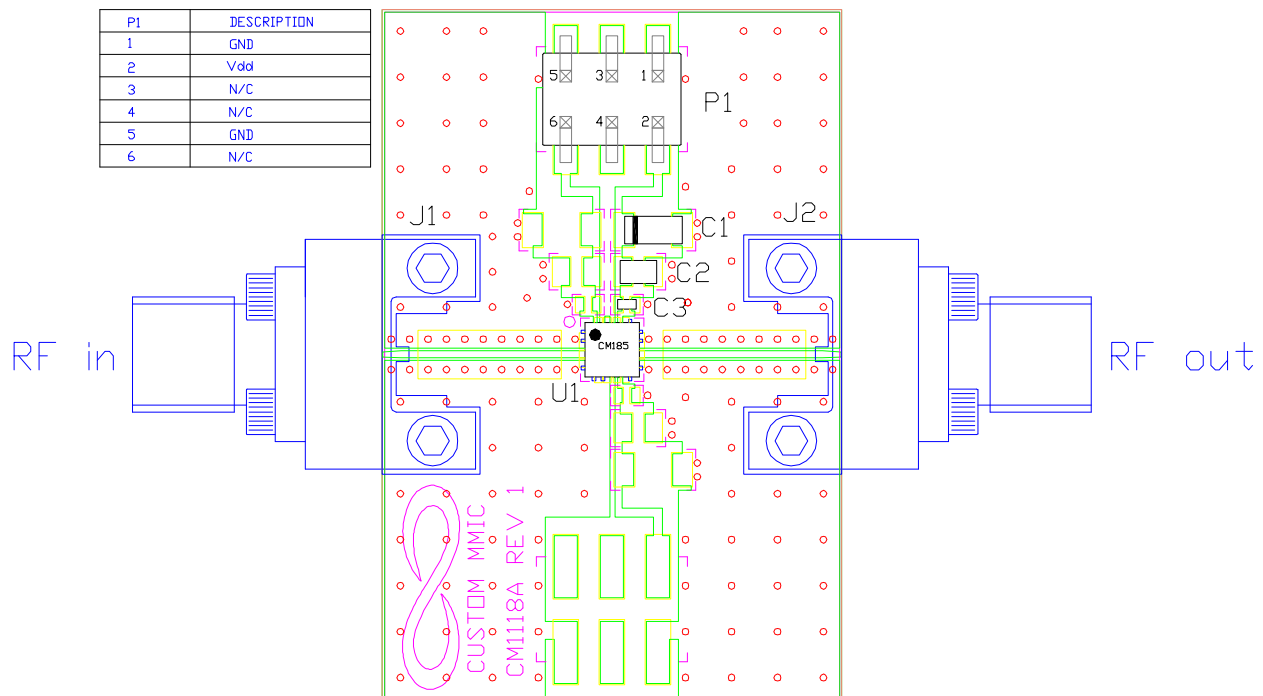 P1 DESCRIPTION
1 GND
2 Vdd
3 N/C
4 N/C
5 GND
6 N/C
5 3 1
6 4 2
P1
J1
J2
C1
C2
C3
CM185
U1
RF in
RF out
CUSTOM MMIC
CM1118A REV 1